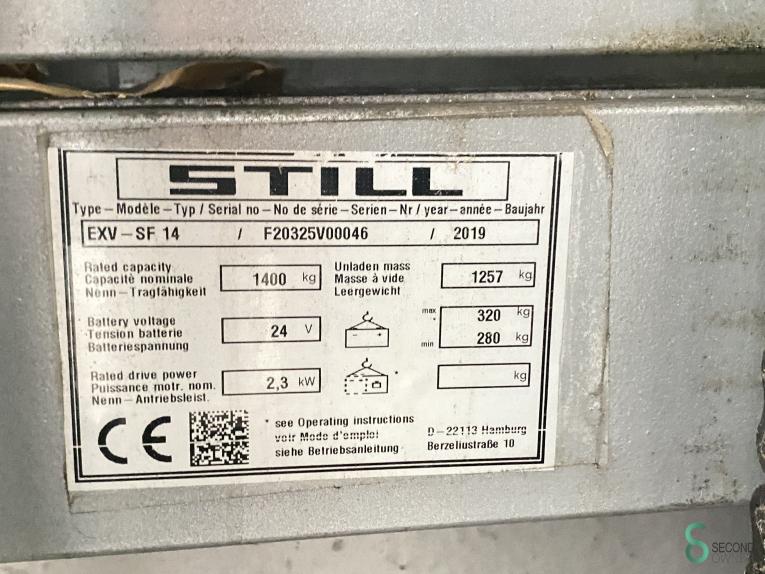 STILL
Type – Modèle – Typ / Serial no – No de série – Serien – Nr / year – année – Baujahr
EXV – SF 14 / F20325V00046 / 2019
Rated capacity
Capacité nominale
Nenn – Tragfähigkeit
1400 kg
Unladen mass
Masse à vide
Leergewicht
1257 kg
Battery voltage
Tension batterie
Batteriespannung
24 V
max 320 kg
min 280 kg
Rated drive power
Puissance motr. nom.
Nenn – Antriebsleist.
2,3 kW
*
kg
CE
* see Operating instructions
voir Mode d'emploi
siehe Betriebsanleitung
D – 22113 Hamburg
Berzeliusstraße 10
SECOND